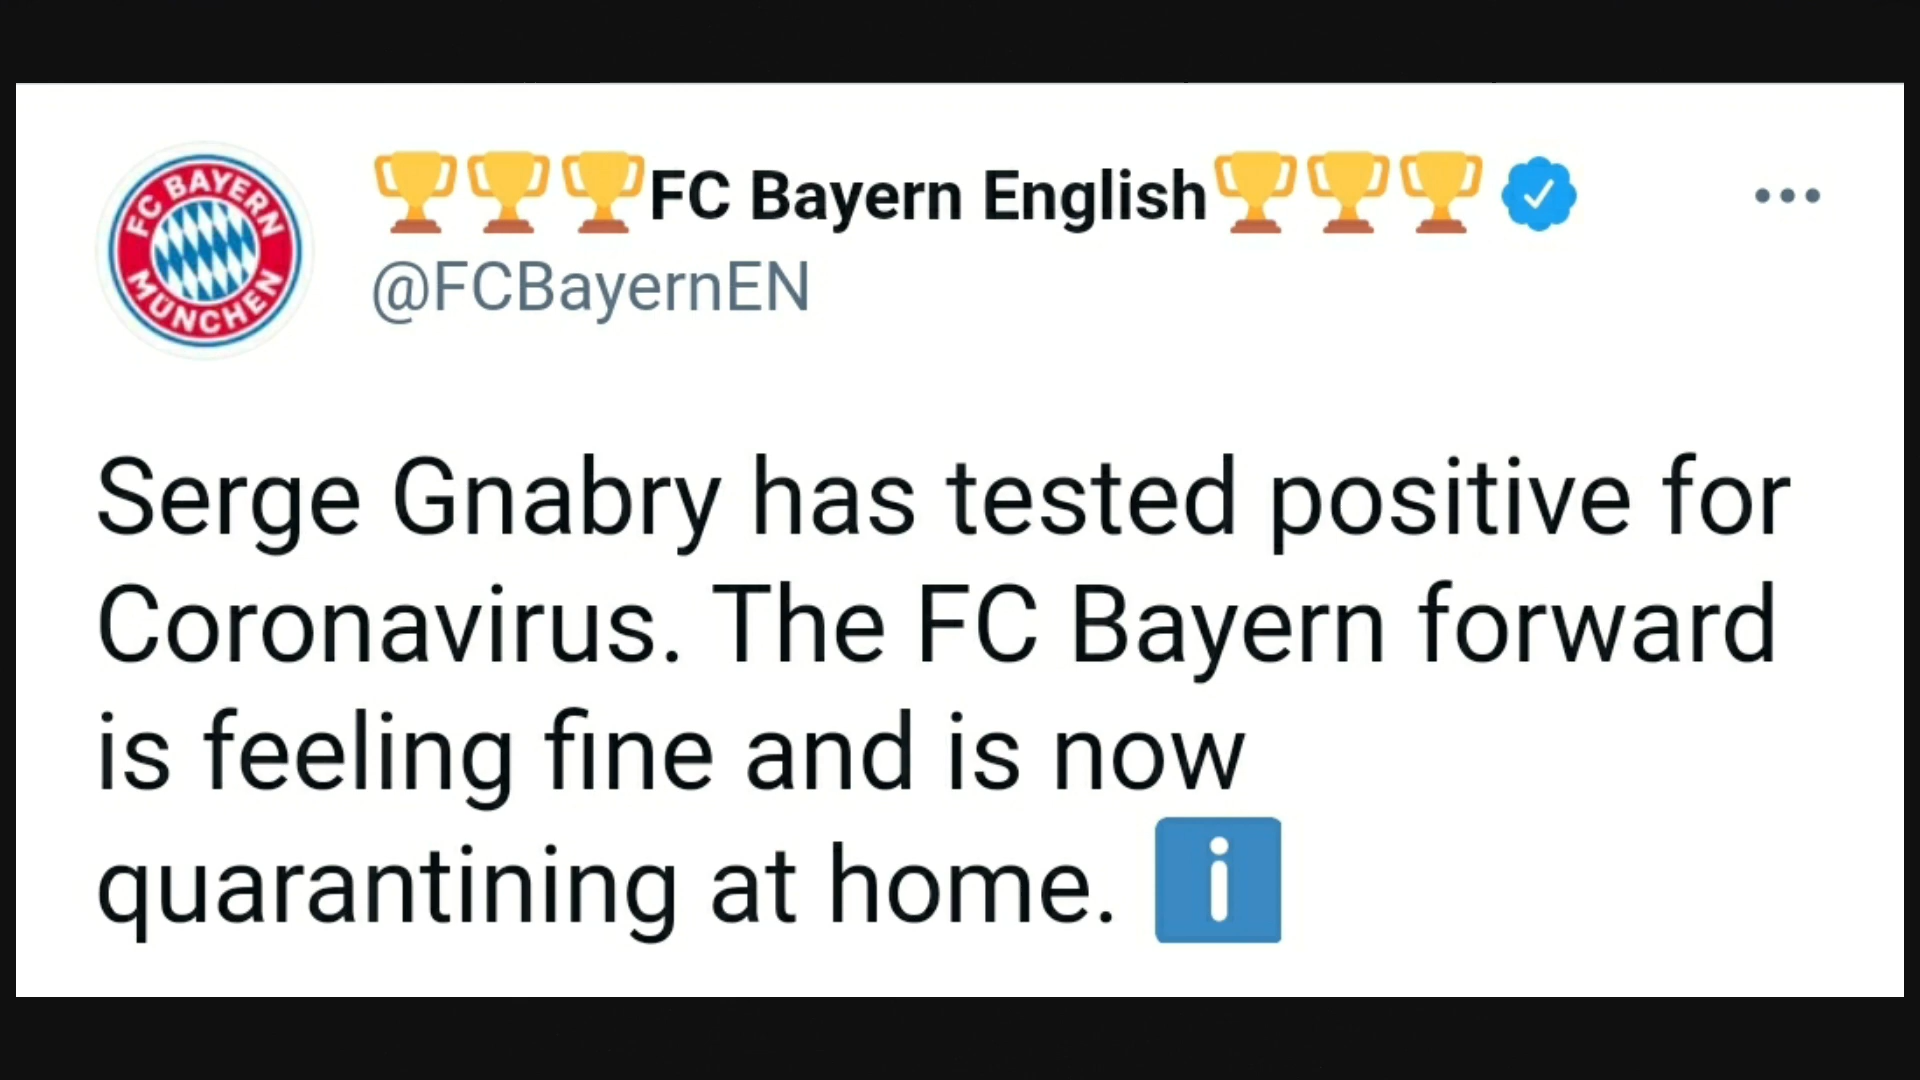 FC BAYERN
MÜNCHEN
🏆🏆🏆FC Bayern English🏆🏆🏆
@FCBayernEN
Serge Gnabry has tested positive for
Coronavirus. The FC Bayern forward
is feeling fine and is now
quarantining at home. ℹ️